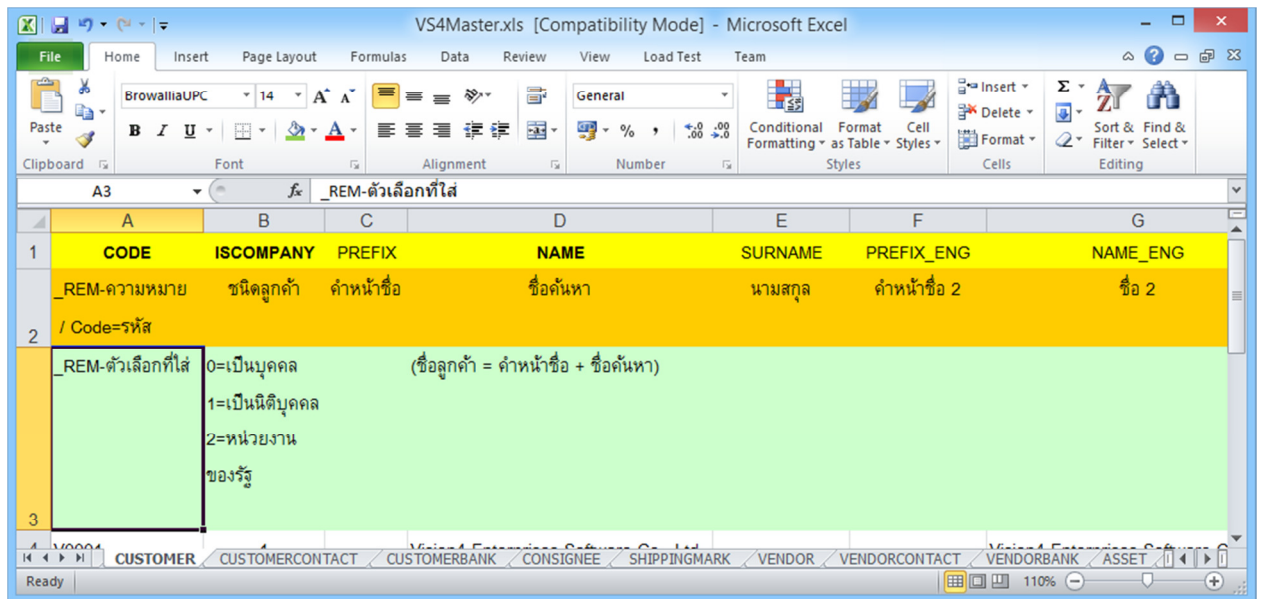 VS4Master.xls [Compatibility Mode] - Microsoft Excel
File Home Insert Page Layout Formulas Data Review View Load Test Team
BrowalliaUPC 14 General
Paste
Conditional Formatting Format as Table Cell Styles
Insert
Delete
Format
Sort & Filter Find & Select
Clipboard Font Alignment Number Styles Cells Editing
A3 fx _REM-ตัวเลือกที่ใส่
A B C D E F G
1 CODE ISCOMPANY PREFIX NAME SURNAME PREFIX_ENG NAME_ENG
_REM-ความหมาย ชนิดลูกค้า คำหน้าชื่อ ชื่อค้นหา นามสกุล คำหน้าชื่อ 2 ชื่อ 2
2 / Code=รหัส
_REM-ตัวเลือกที่ใส่ 0=เป็นบุคคล (ชื่อลูกค้า = คำหน้าชื่อ + ชื่อค้นหา)
1=เป็นนิติบุคคล
2=หน่วยงาน
ของรัฐ
3
CUSTOMER CUSTOMERCONTACT CUSTOMERBANK CONSIGNEE SHIPPINGMARK VENDOR VENDORCONTACT VENDORBANK ASSET
Ready 110%